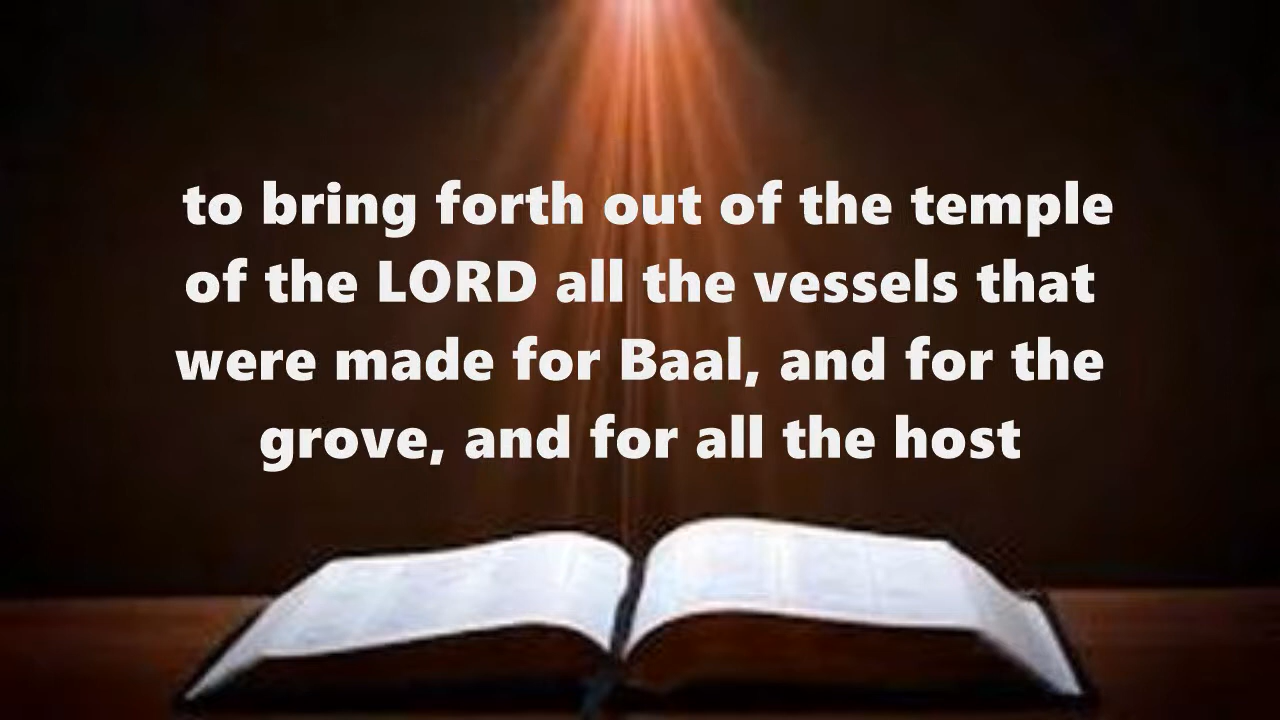 to bring forth out of the temple
of the LORD all the vessels that
were made for Baal, and for the
grove, and for all the host